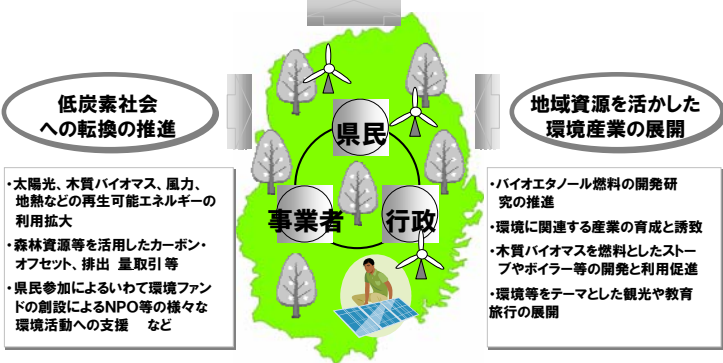 低炭素社会
への転換の推進
・太陽光、木質バイオマス、風力、
地熱などの再生可能エネルギーの
利用拡大
・森林資源等を活用したカーボン・
オフセット、排出 量取引等
・県民参加によるいわて環境ファン
ドの創設によるNPO等の様々な
環境活動への支援 など
県民
事業者
行政
地域資源を活かした
環境産業の展開
・バイオエタノール燃料の開発研
究の推進
・環境に関連する産業の育成と誘致
・木質バイオマスを燃料としたストー
ブやボイラー等の開発と利用促進
・環境等をテーマとした観光や教育
旅行の展開